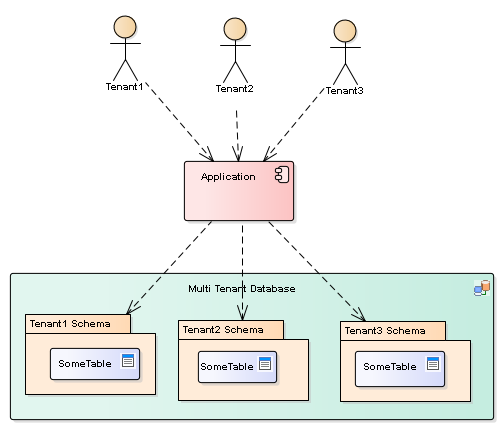 Tenant1
Tenant2
Tenant3
Application
Multi Tenant Database
Tenant1 Schema
Tenant2 Schema
Tenant3 Schema
SomeTable
SomeTable
SomeTable